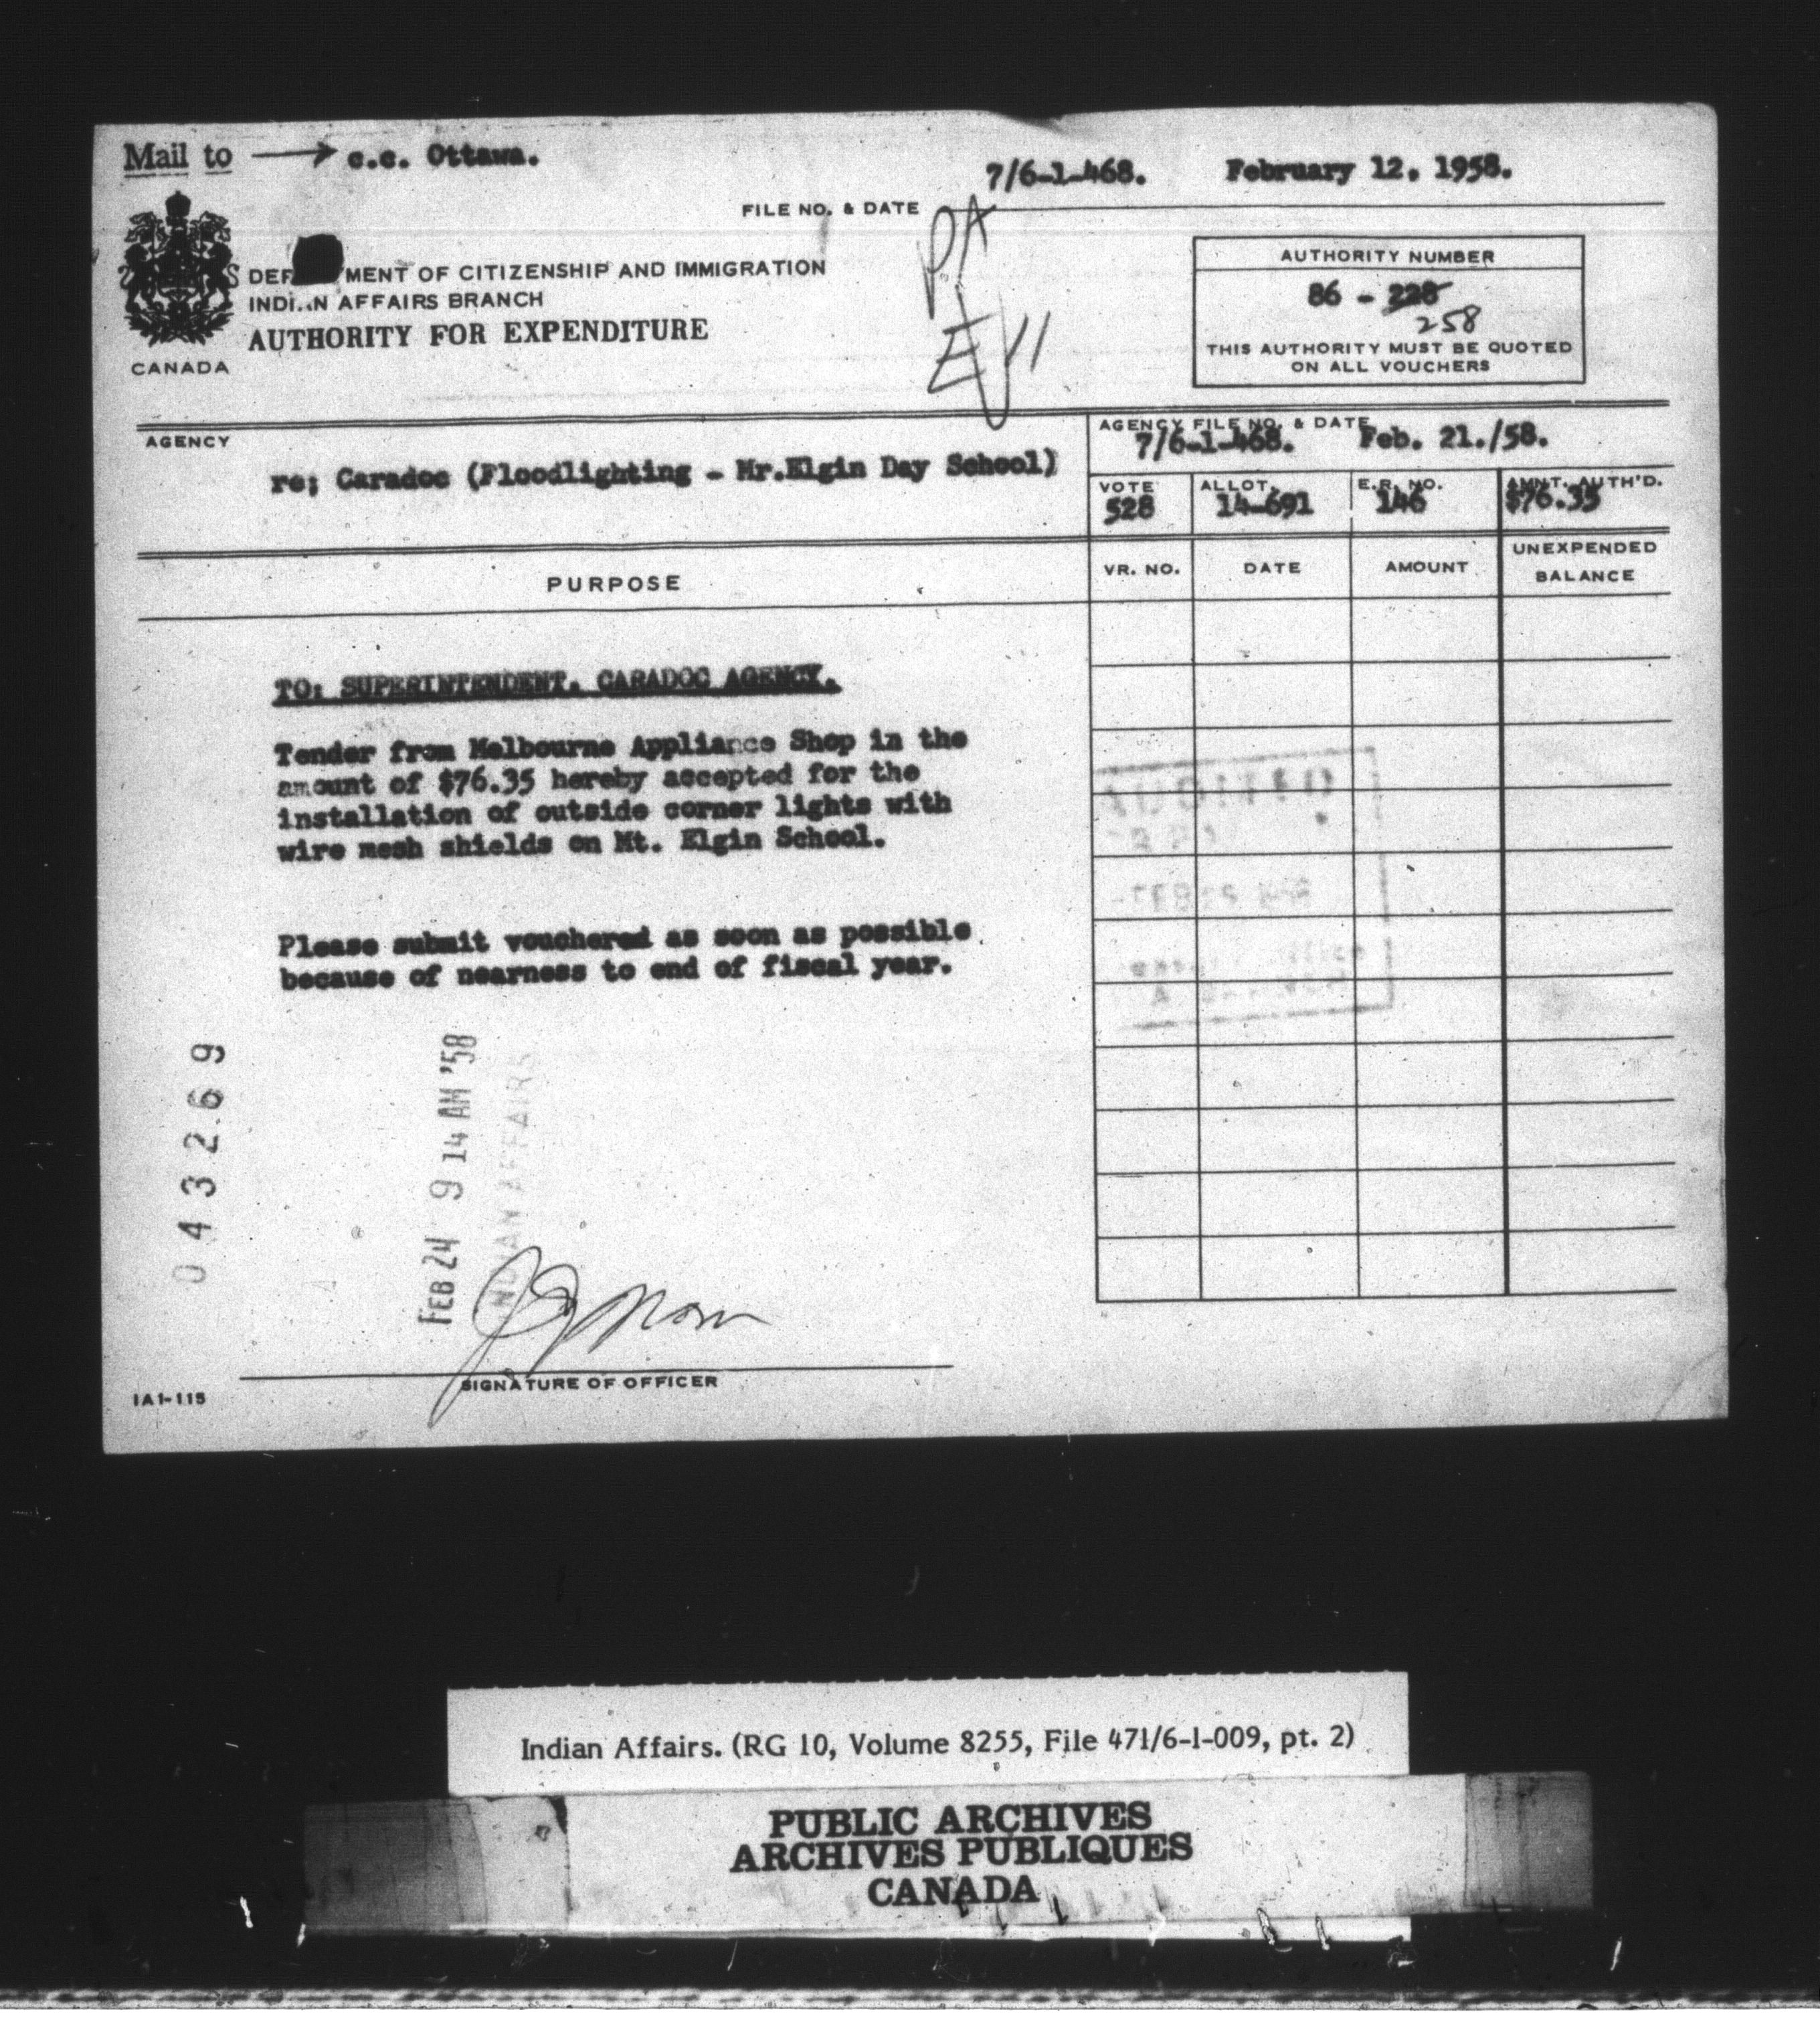 Mail to → c.c. Ottawa.
7/6-1-468. February 12, 1958.
FILE NO. & DATE
PA
DEP MENT OF CITIZENSHIP AND IMMIGRATION
INDI..N AFFAIRS BRANCH
AUTHORITY FOR EXPENDITURE
CANADA
AUTHORITY NUMBER
86 - 228
258
THIS AUTHORITY MUST BE QUOTED
ON ALL VOUCHERS
AGENCY
re; Caradoc (Floodlighting - Mr.Elgin Day School)
AGENCY FILE NO. & DATE
7/6-1-468. Feb. 21./58.
VOTE ALLOT. E.R. NO. AMNT. AUTH'D.
528 14-691 146 $76.35
PURPOSE
VR. NO. DATE AMOUNT UNEXPENDED BALANCE
TO: SUPERINTENDENT, CARADOC AGENCY.
Tender from Melbourne Appliance Shop in the
amount of $76.35 hereby accepted for the
installation of outside corner lights with
wire mesh shields on Mt. Elgin School.
Please submit vouchered as soon as possible
because of nearness to end of fiscal year.
043269
FEB 24 9 14 AM '58
INDIAN AFFAIRS
SIGNATURE OF OFFICER
IA1-115
Indian Affairs. (RG 10, Volume 8255, File 471/6-1-009, pt. 2)
PUBLIC ARCHIVES
ARCHIVES PUBLIQUES
CANADA